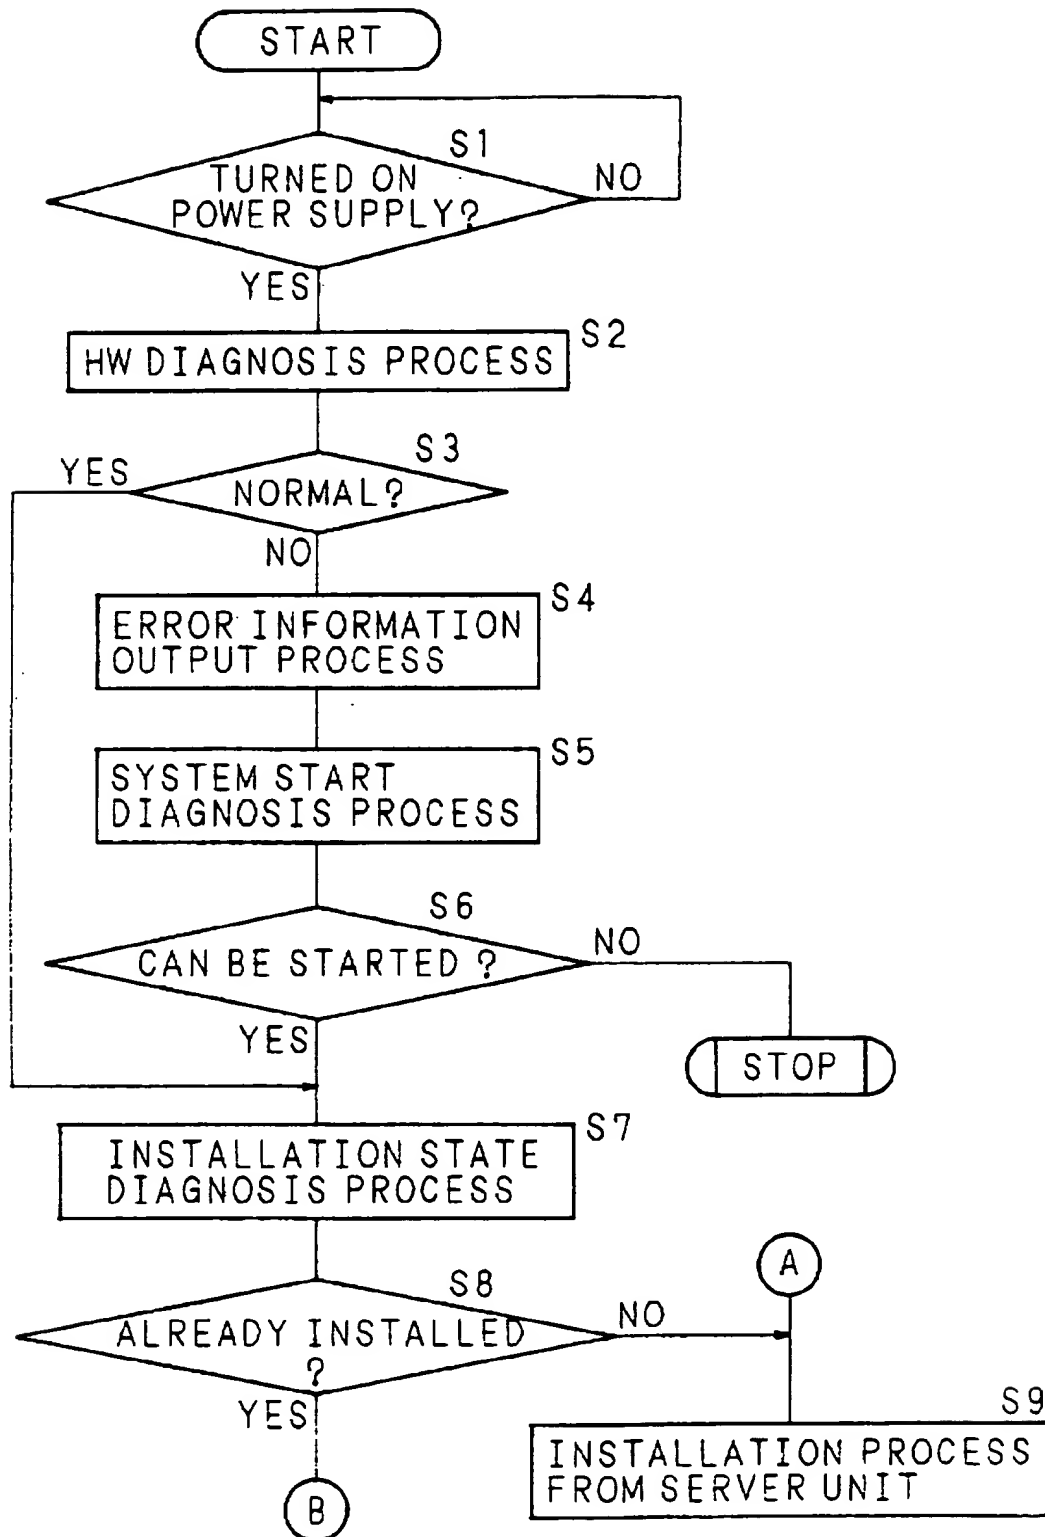 START
S1
TURNED ON
POWER SUPPLY?
NO
YES
S2
HW DIAGNOSIS PROCESS
S3
YES
NORMAL?
NO
S4
ERROR INFORMATION
OUTPUT PROCESS
S5
SYSTEM START
DIAGNOSIS PROCESS
S6
NO
CAN BE STARTED ?
YES
STOP
S7
INSTALLATION STATE
DIAGNOSIS PROCESS
A
S8
NO
ALREADY INSTALLED
?
YES
S9
INSTALLATION PROCESS
FROM SERVER UNIT
B